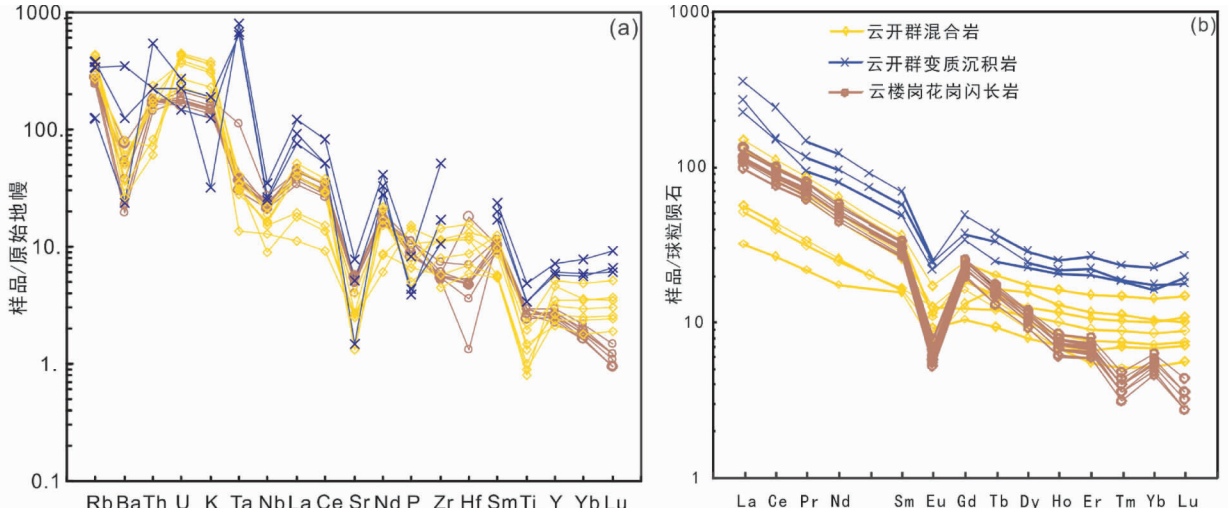 1000
100.
10.
1.
0.1
样品/原始地幔
(a)
Rb Ba Th U K Ta Nb La Ce Sr Nd P Zr Hf Sm Ti Y Yb Lu
1000
100
10
1
样品/球粒陨石
(b)
云开群混合岩
云开群变质沉积岩
云楼岗花岗闪长岩
La Ce Pr Nd Sm Eu Gd Tb Dy Ho Er Tm Yb Lu